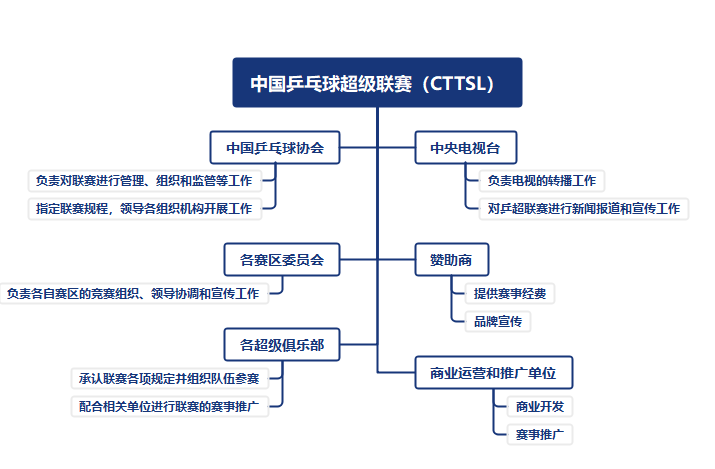 中国乒乓球超级联赛（CTTSL）
中国乒乓球协会
负责对联赛进行管理、组织和监管等工作
指定联赛规程，领导各组织机构开展工作
各赛区委员会
负责各自赛区的竞赛组织、领导协调和宣传工作
各超级俱乐部
承认联赛各项规定并组织队伍参赛
配合相关单位进行联赛的赛事推广
中央电视台
负责电视的转播工作
对乒超联赛进行新闻报道和宣传工作
赞助商
提供赛事经费
品牌宣传
商业运营和推广单位
商业开发
赛事推广